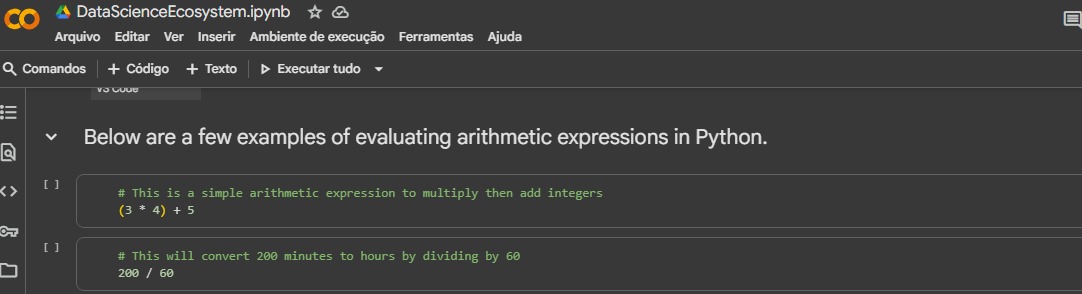 DataScienceEcosystem.ipynb
Arquivo Editar Ver Inserir Ambiente de execução Ferramentas Ajuda
Comandos + Código + Texto Executar tudo
VS Code
Below are a few examples of evaluating arithmetic expressions in Python.
[ ] # This is a simple arithmetic expression to multiply then add integers
(3 * 4) + 5
[ ] # This will convert 200 minutes to hours by dividing by 60
200 / 60